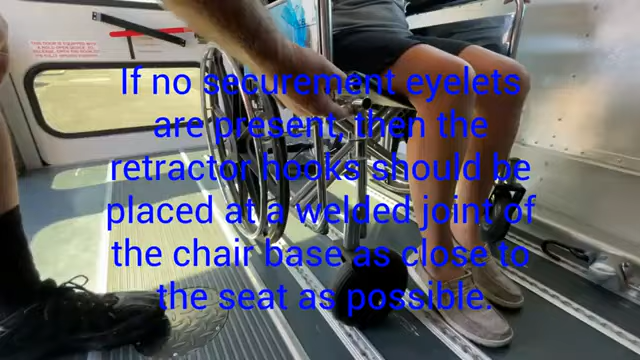 If no securement eyelets
are present, then the
retractor hooks should be
placed at a welded joint of
the chair base as close to
the seat as possible.